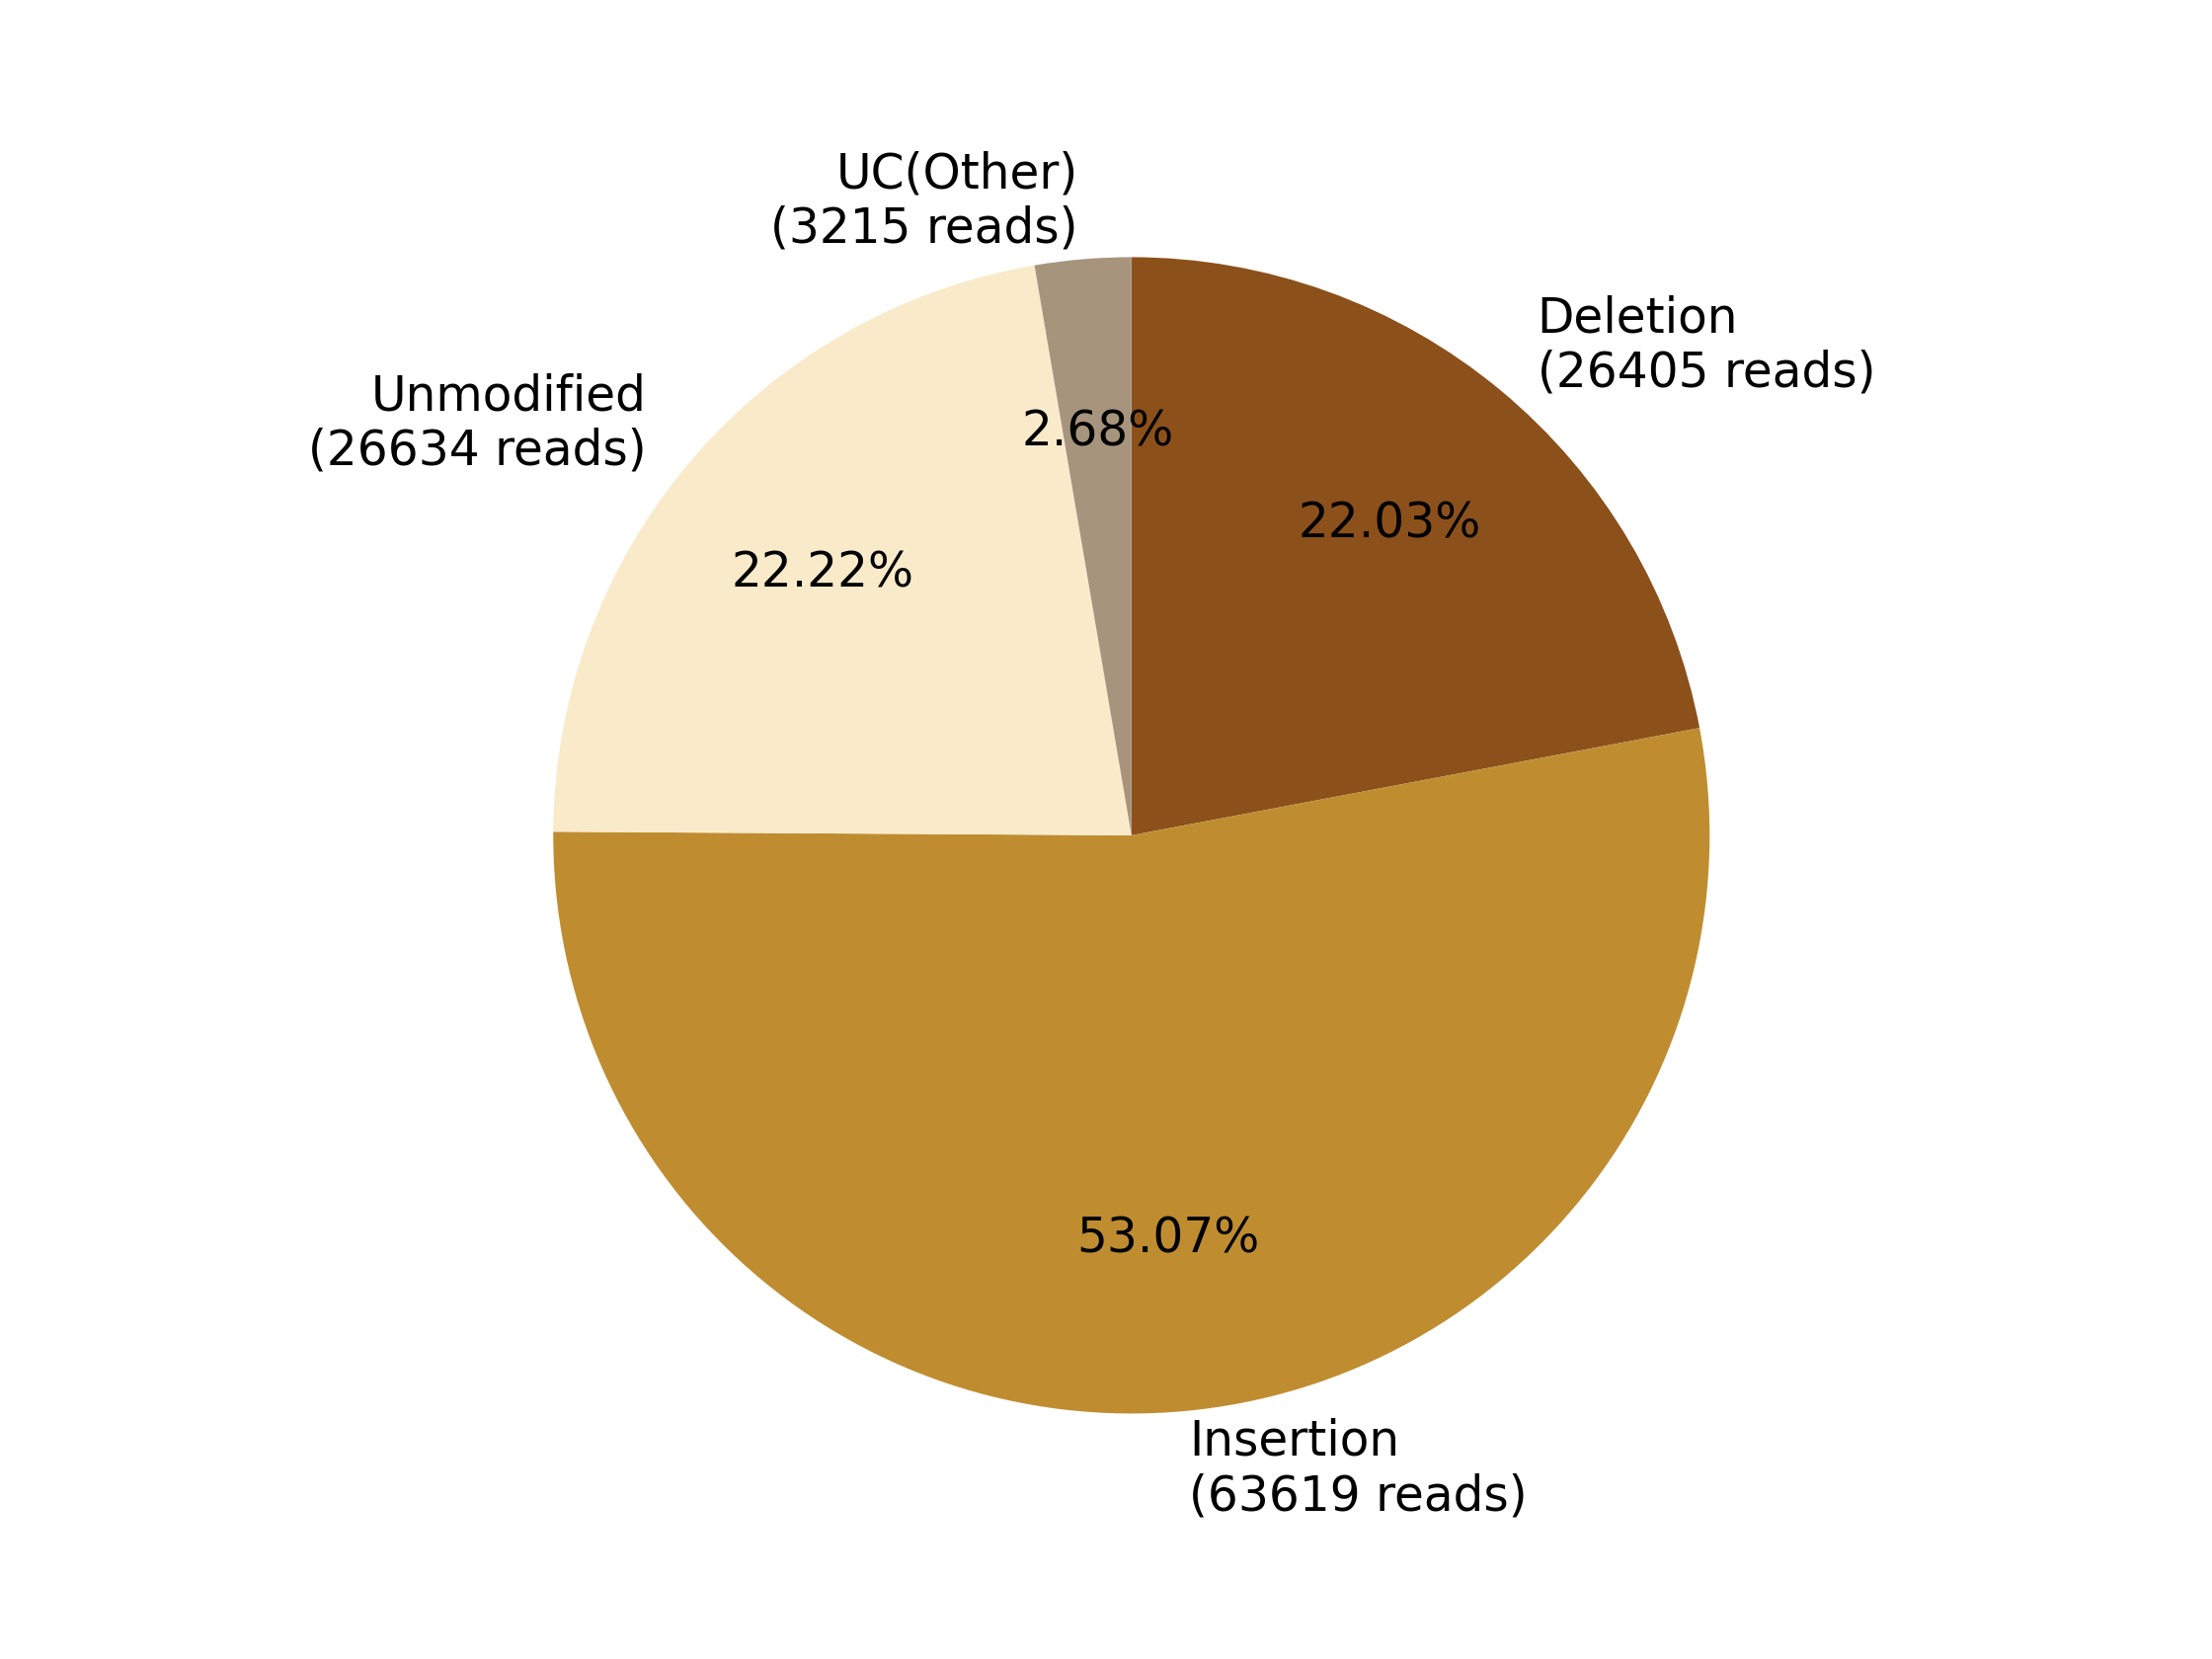 UC(Other)
(3215 reads)
Deletion
(26405 reads)
Unmodified
(26634 reads)
2.68%
22.03%
22.22%
53.07%
Insertion
(63619 reads)